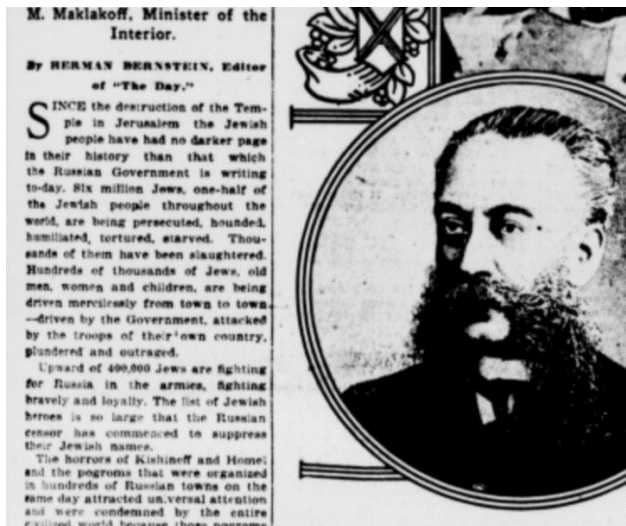 M. Maklakoff, Minister of the
Interior.
By HERMAN BERNSTEIN, Editor
of "The Day."
SINCE the destruction of the Tem-
ple in Jerusalem the Jewish
people have had no darker page
in their history than that which
the Russian Government is writing
to-day. Six million Jews, one-half of
the Jewish people throughout the
world, are being persecuted, hounded,
humiliated, tortured, starved. Thou-
sands of them have been slaughtered.
Hundreds of thousands of Jews, old
men, women and children, are being
driven mercilessly from town to town
—driven by the Government, attacked
by the troops of their own country,
plundered and outraged.
Upward of 400,000 Jews are fighting
for Russia in the armies, fighting
bravely and loyally. The list of Jewish
heroes is so large that the Russian
censor has commenced to suppress
their Jewish names.
The horrors of Kishineff and Homel
and the pogroms that were organized
in hundreds of Russian towns on the
same day attracted universal attention
and were condemned by the entire
civilized world because those pogroms